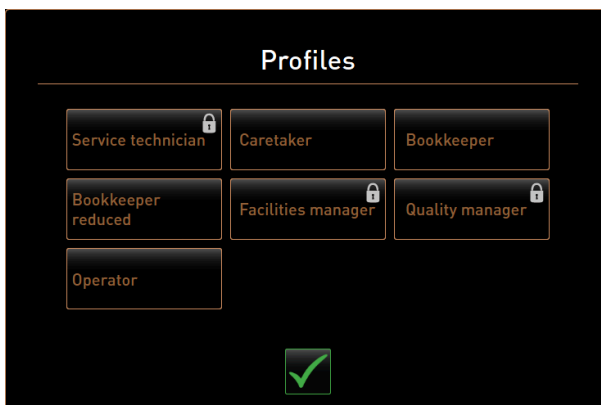 Profiles
Service technician
Caretaker
Bookkeeper
Bookkeeper
reduced
Facilities manager
Quality manager
Operator